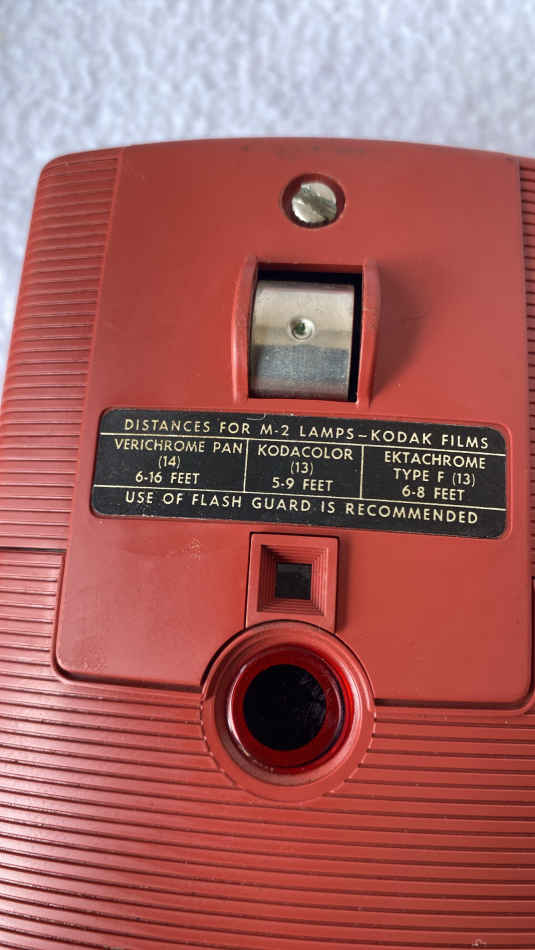 DISTANCES FOR M-2 LAMPS–KODAK FILMS
VERICHROME PAN
(14)
6-16 FEET
KODACOLOR
(13)
5-9 FEET
EKTACHROME
TYPE F (13)
6-8 FEET
USE OF FLASH GUARD IS RECOMMENDED